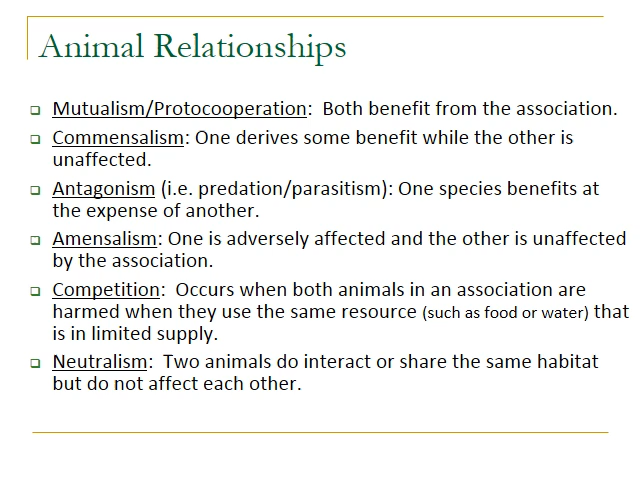 Animal Relationships
Mutualism/Protocooperation: Both benefit from the association.
Commensalism: One derives some benefit while the other is
unaffected.
Antagonism (i.e. predation/parasitism): One species benefits at
the expense of another.
Amensalism: One is adversely affected and the other is unaffected
by the association.
Competition: Occurs when both animals in an association are
harmed when they use the same resource (such as food or water) that
is in limited supply.
Neutralism: Two animals do interact or share the same habitat
but do not affect each other.